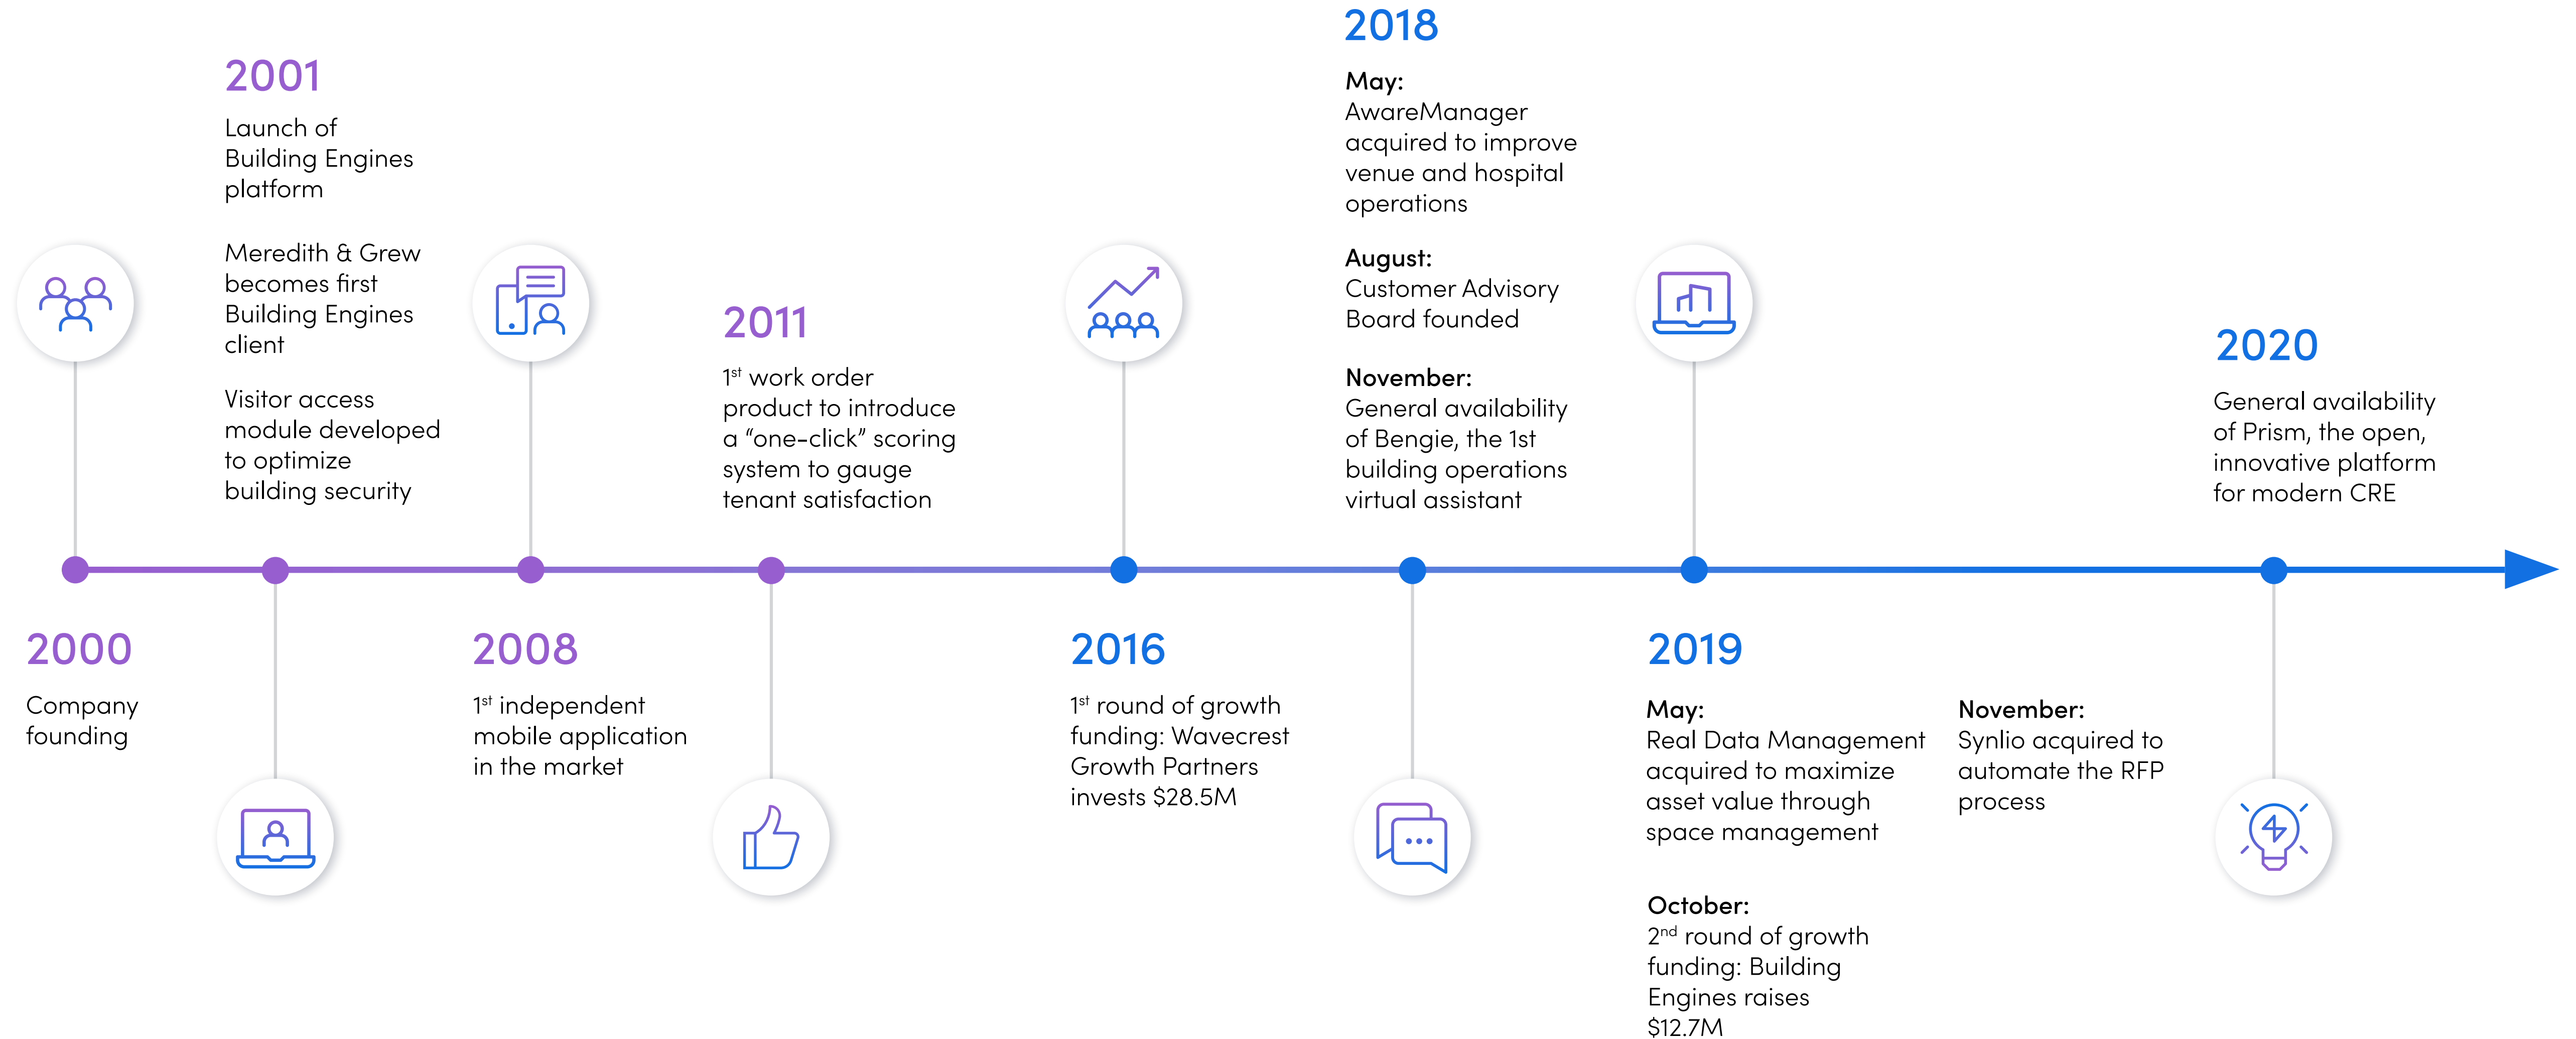 2000
Company
founding
2001
Launch of
Building Engines
platform
Meredith & Grew
becomes first
Building Engines
client
Visitor access
module developed
to optimize
building security
2008
1st independent
mobile application
in the market
2011
1st work order
product to introduce
a “one-click” scoring
system to gauge
tenant satisfaction
2016
1st round of growth
funding: Wavecrest
Growth Partners
invests $28.5M
2018
May:
AwareManager
acquired to improve
venue and hospital
operations
August:
Customer Advisory
Board founded
November:
General availability
of Bengie, the 1st
building operations
virtual assistant
2019
May:
Real Data Management
acquired to maximize
asset value through
space management
October:
2nd round of growth
funding: Building
Engines raises
$12.7M
November:
Synlio acquired to
automate the RFP
process
2020
General availability
of Prism, the open,
innovative platform
for modern CRE